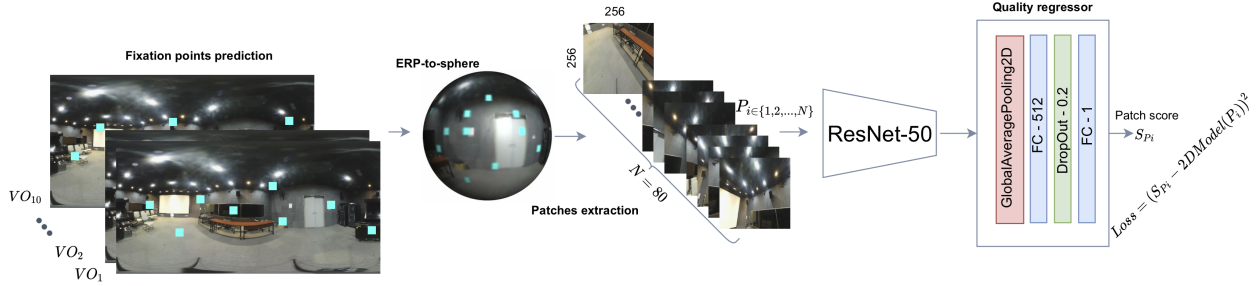 Fixation points prediction
VO_{10}
VO_2
VO_1
ERP-to-sphere
Patches extraction
256
256
N = 80
P_{i∈{1,2,...,N}}
ResNet-50
Quality regressor
GlobalAveragePooling2D
FC - 512
DropOut - 0.2
FC - 1
Patch score
S_{Pi}
Loss = (S_{Pi} − 2DModel(P_i))^2